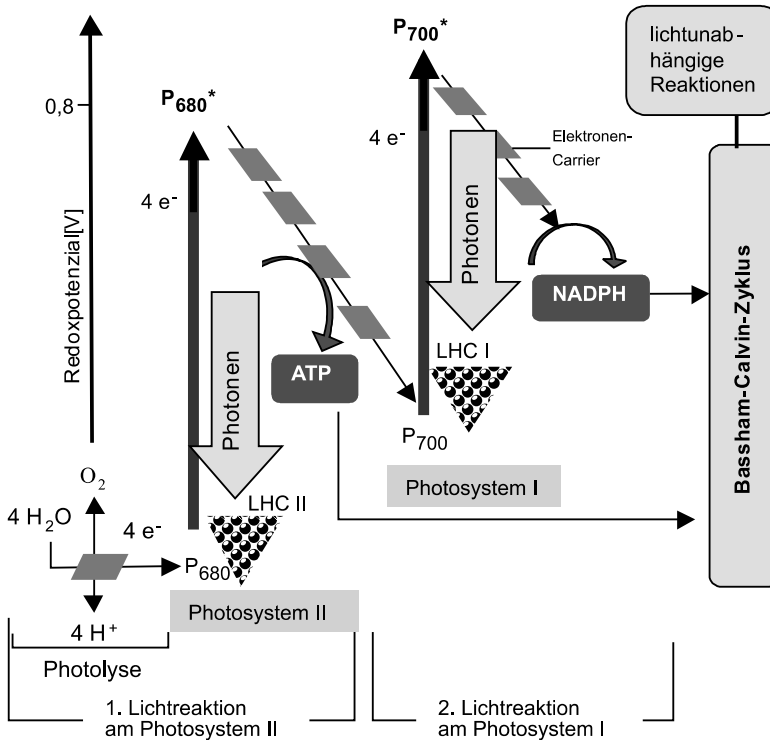 P700*
lichtunab-
hängige
Reaktionen
0,8
P680*
4 e-
Elektronen-
Carrier
4 e-
Redoxpotenzial[V]
Photonen
NADPH
Bassham-Calvin-Zyklus
LHC I
ATP
Photonen
P700
O2
Photosystem I
LHC II
4 H2O
4 e-
P680
Photosystem II
4 H+
Photolyse
1. Lichtreaktion
am Photosystem II
2. Lichtreaktion
am Photosystem I